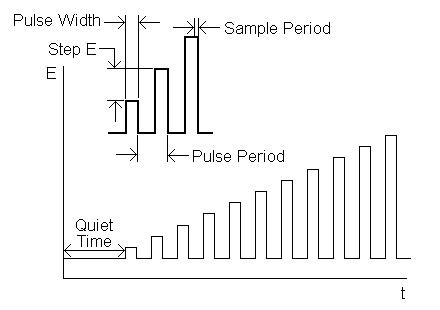 Pulse Width
Sample Period
Step E
E
Pulse Period
Quiet
Time
t